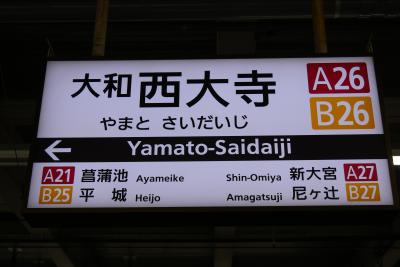 大和西大寺 A26
やまと さいだいじ B26
← Yamato-Saidaiji
A21 菖蒲池 Ayameike Shin-Omiya 新大宮 A27
B25 平城 Heijo Amagatsuji 尼ヶ辻 B27